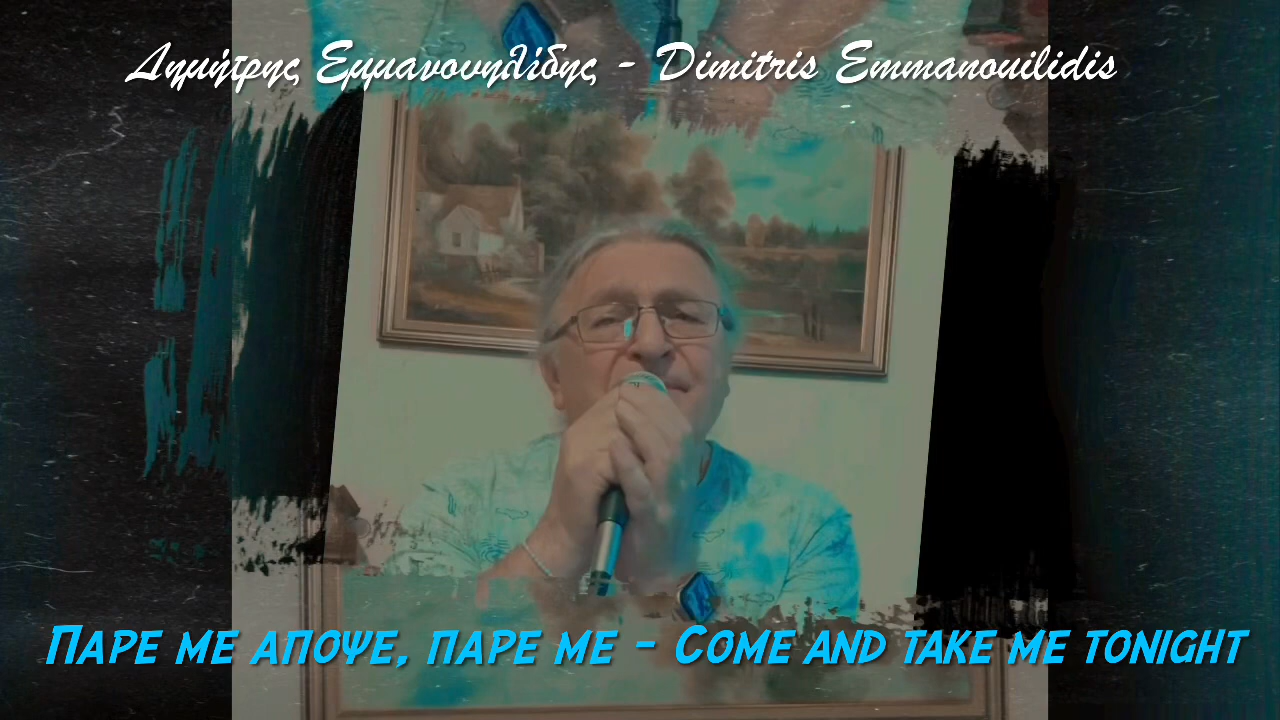 Δημήτρης Εμμανουηλίδης - Dimitris Emmanouilidis
Παρε με αποψε, παρε με - Come and take me tonight